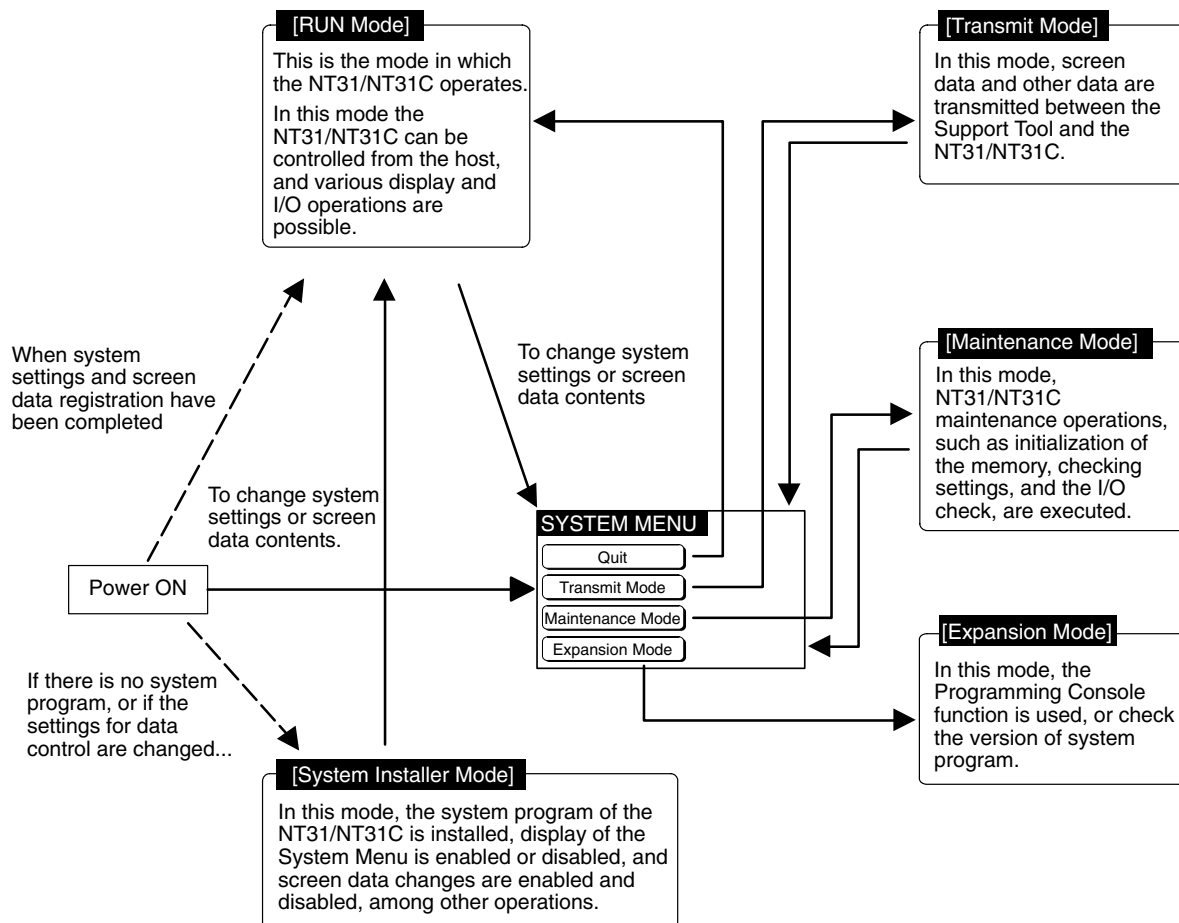 [RUN Mode]
This is the mode in which
the NT31/NT31C operates.
In this mode the
NT31/NT31C can be
controlled from the host,
and various display and
I/O operations are
possible.
[Transmit Mode]
In this mode, screen
data and other data are
transmitted between the
Support Tool and the
NT31/NT31C.
When system
settings and screen
data registration have
been completed
To change system
settings or screen
data contents
[Maintenance Mode]
In this mode,
NT31/NT31C
maintenance operations,
such as initialization of
the memory, checking
settings, and the I/O
check, are executed.
To change system
settings or screen
data contents.
Power ON
SYSTEM MENU
Quit
Transmit Mode
Maintenance Mode
Expansion Mode
[Expansion Mode]
In this mode, the
Programming Console
function is used, or check
the version of system
program.
If there is no system
program, or if the
settings for data
control are changed...
[System Installer Mode]
In this mode, the system program of the
NT31/NT31C is installed, display of the
System Menu is enabled or disabled, and
screen data changes are enabled and
disabled, among other operations.